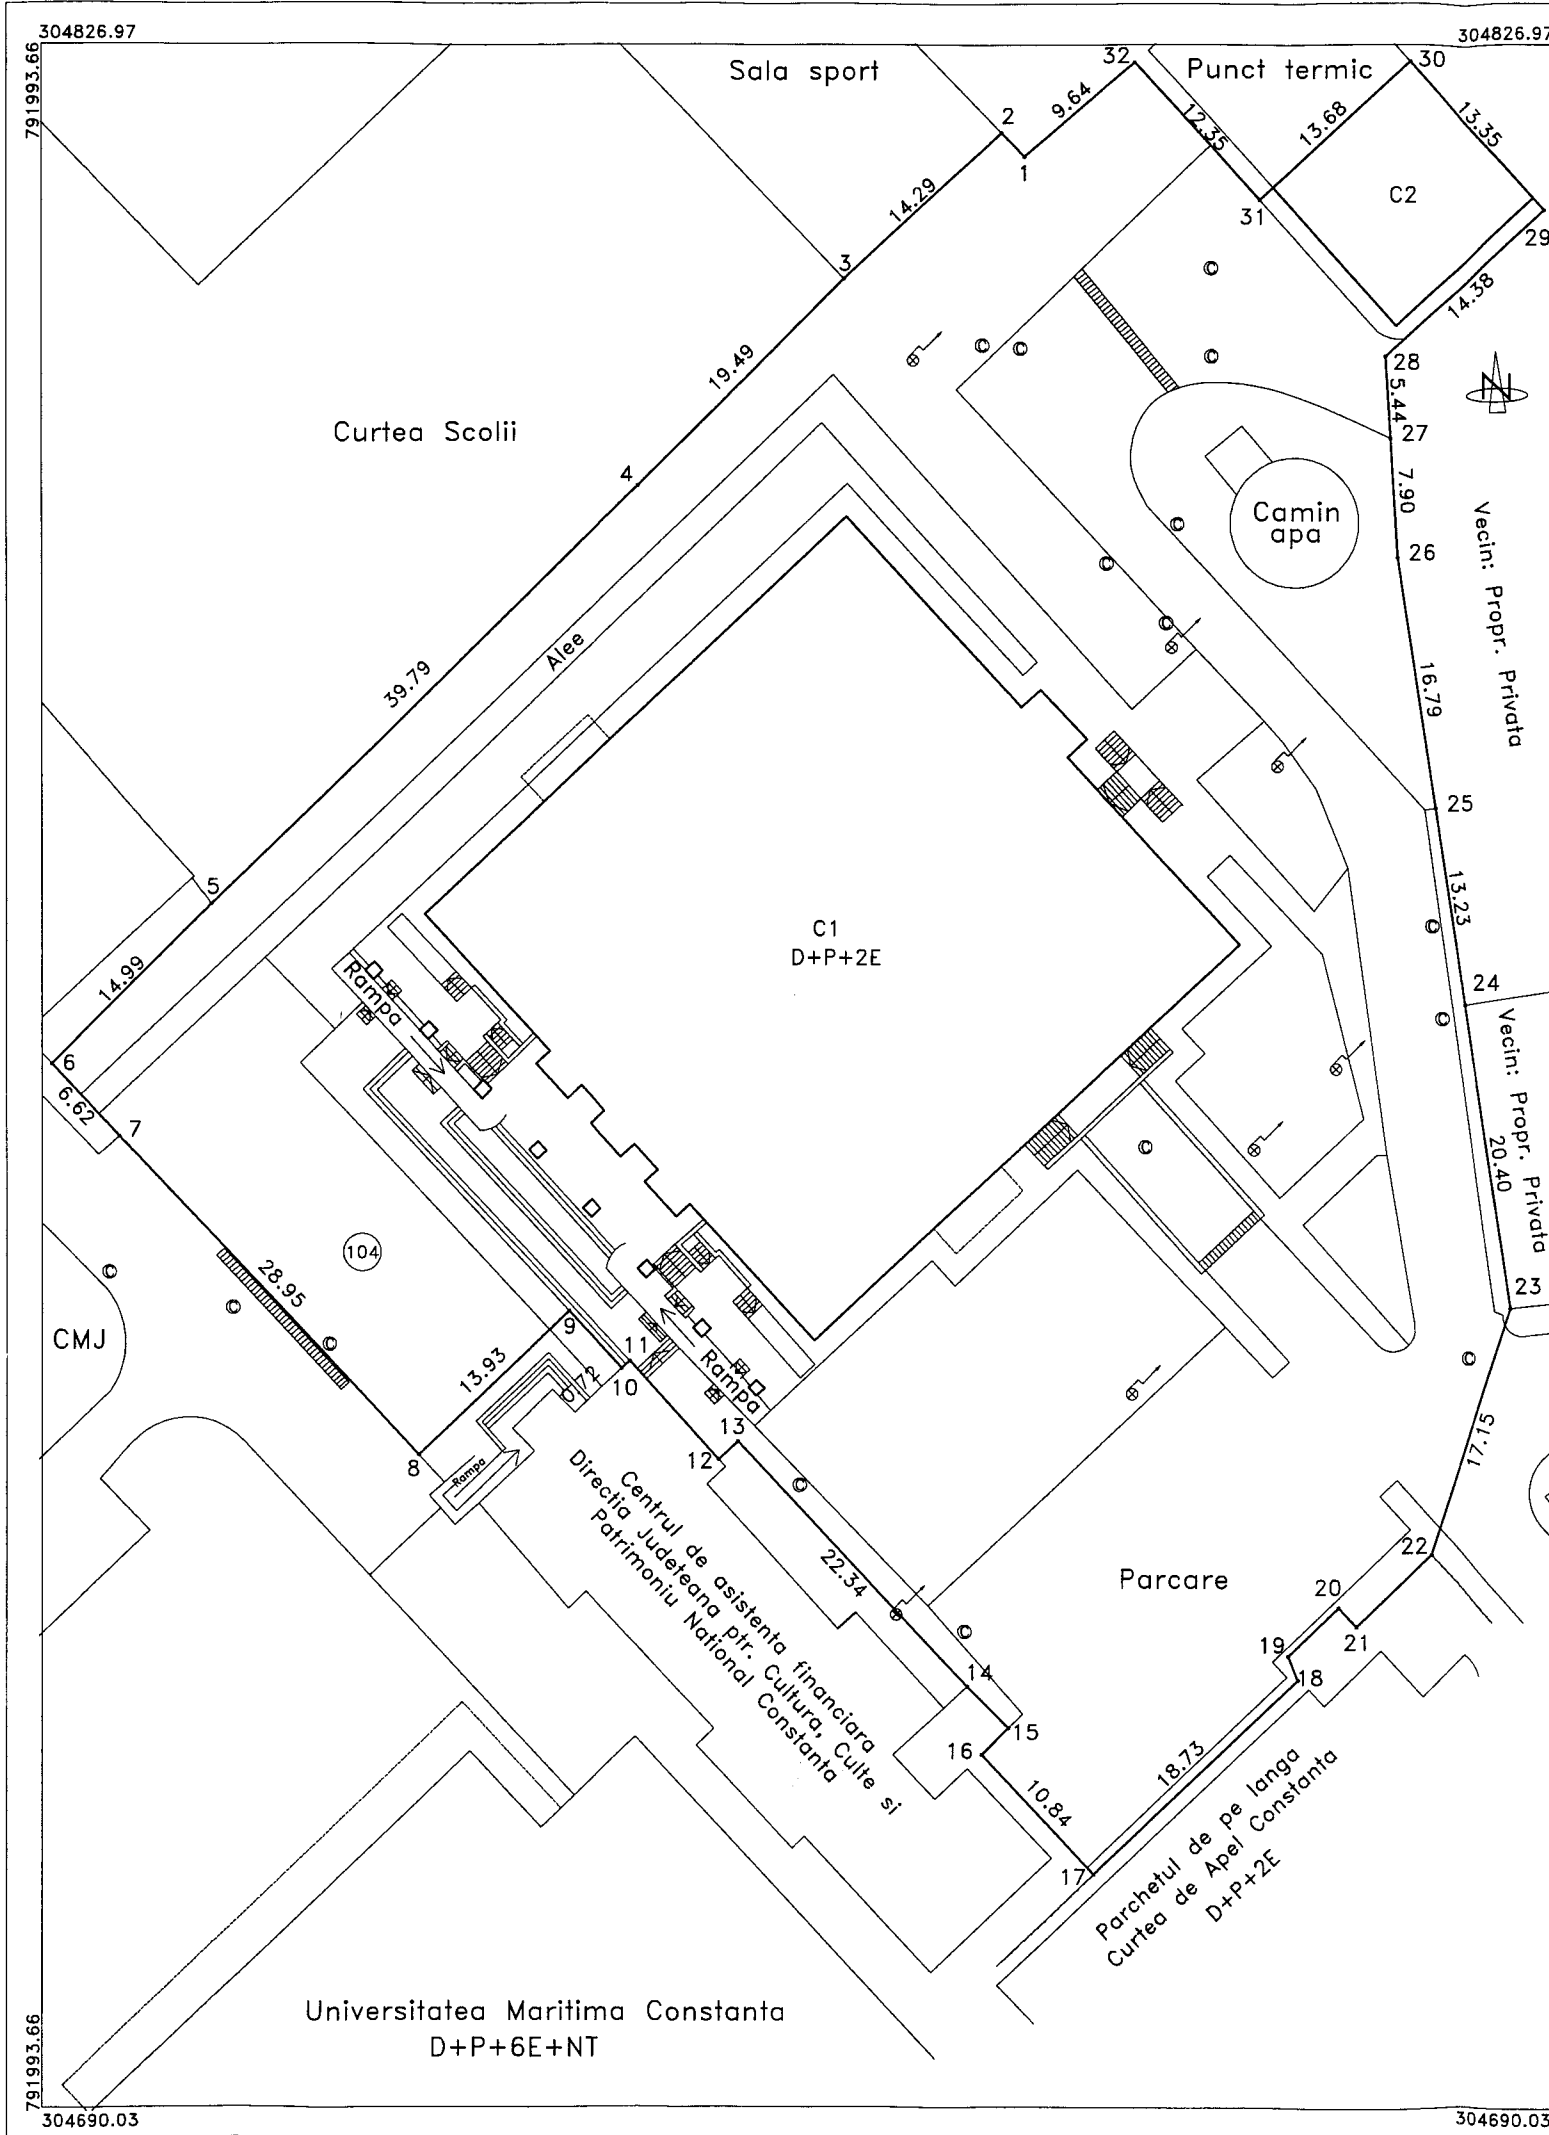 304826.97
304826.97
791993.66
Sala sport
32
Punct termic
30
9.64
12.35
13.68
13.35
2
1
14.29
31
C2
29
3
14.38
19.49
28
N
5.44
27
Curtea Scolii
4
7.90
Camin
apa
26
Vecin: Propr. Privata
Alee
39.79
16.79
25
5
13.23
C1
D+P+2E
14.99
Rampa
24
6
6.62
7
Vecin: Propr. Privata
20.40
104
28.95
23
CMJ
9
11
13.93
0.72
10
Rampa
13
12
8
Rampa
17.15
Centrul de asistenta financiara
Directia Judeteana ptr. Cultura, Culte si
Patrimoniu National Constanta
22.34
22
Parcare
20
21
19
18
14
15
16
18.73
10.84
17
Parchetul de pe langa
Curtea de Apel Constanta
D+P+2E
Universitatea Maritima Constanta
D+P+6E+NT
791993.66
304690.03
304690.03